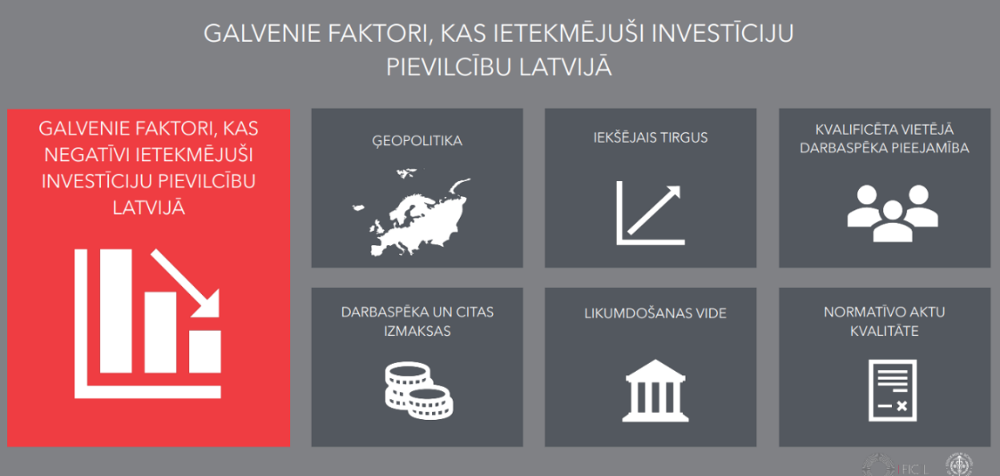 GALVENIE FAKTORI, KAS IETEKMĒJUŠI INVESTĪCIJU
PIEVILCĪBU LATVIJĀ
GALVENIE FAKTORI, KAS
NEGATĪVI IETEKMĒJUŠI
INVESTĪCIJU PIEVILCĪBU
LATVIJĀ
ĢEOPOLITIKA
IEKŠĒJAIS TIRGUS
KVALIFICĒTA VIETĒJĀ
DARBASPĒKA PIEEJAMĪBA
DARBASPĒKA UN CITAS
IZMAKSAS
LIKUMDOŠANAS VIDE
NORMATĪVO AKTU
KVALITĀTE
FICIL